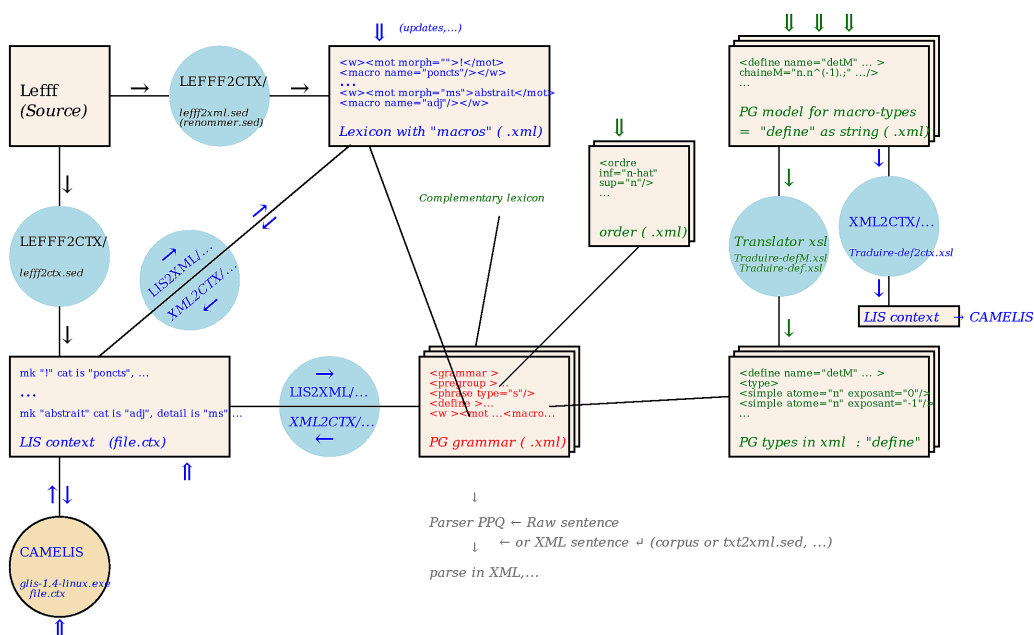 ⇓ (updates,...)
⇓ ⇓ ⇓
Lefff
(Source)
→
LEFFF2CTX/
lefff2xml.sed
(renommer.sed)
→
<w><mot morph="">!</mot>
<macro name="poncts"/></w>
...
<w><mot morph="ms">abstrait</mot>
<macro name="adj"/></w>
Lexicon with "macros" ( .xml)
<define name="detM" ... >
chaineM="n.n^(-1).;" .../>
...
PG model for macro-types
= "define" as string ( .xml)
⇓
<ordre
inf="n-hat"
sup="n"/>
...
order ( .xml)
↓
LEFFF2CTX/
lefff2ctx.sed
↓
→
←
→
LIS2XML/...
XML2CTX/...
←
Complementary lexicon
↓
Translator xsl
Traduire-defM.xsl
Traduire-def.xsl
↓
↓
XML2CTX/...
Traduire-def2ctx.xsl
↓
LIS context → CAMELIS
mk "!" cat is "poncts", ...
...
mk "abstrait" cat is "adj", detail is "ms" ...
LIS context (file.ctx)
⇑
→
LIS2XML/...
XML2CTX/...
←
<grammar >
<pregroup >...
<phrase type="s"/>
<define >...
<w ><mot ...<macro...
PG grammar ( .xml)
<define name="detM" ... >
<type>
<simple atome="n" exposant="0"/>
<simple atome="n" exposant="-1"/>
...
PG types in xml : "define"
↑↓
CAMELIS
glis-1.4-linux.exe
file.ctx
⇑
↓
Parser PPQ ← Raw sentence
← or XML sentence ↵ (corpus or txt2xml.sed, ...)
↓
parse in XML,...